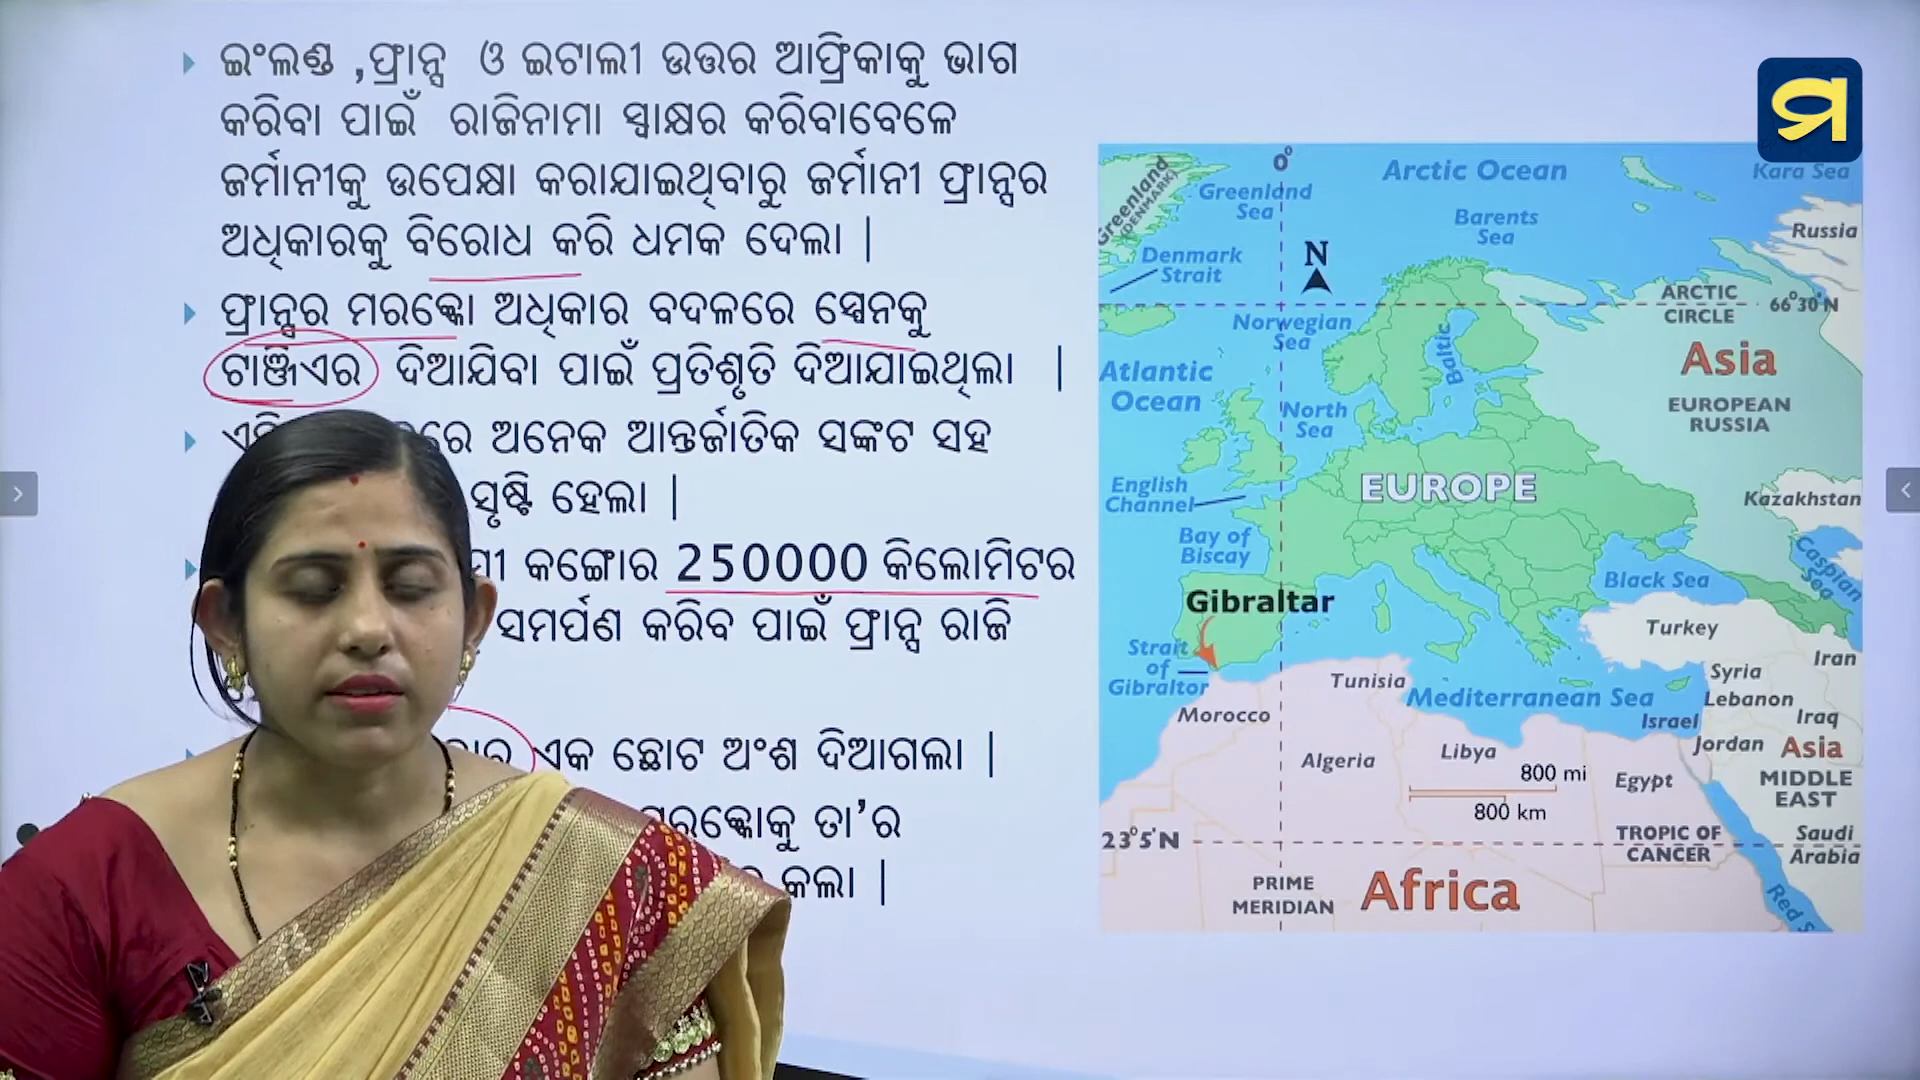 ଇଂଲଣ୍ଡ ,ଫ୍ରାନ୍ସ ଓ ଇଟାଲୀ ଉତ୍ତର ଆଫ୍ରିକାକୁ ଭାଗ
କରିବା ପାଇଁ ରାଜିନାମା ସ୍ୱାକ୍ଷର କରିବାବେଳେ
ଜର୍ମାନୀକୁ ଉପେକ୍ଷା କରାଯାଇଥିବାରୁ ଜର୍ମାନୀ ଫ୍ରାନ୍ସର
ଅଧିକାରକୁ ବିରୋଧ କରି ଧମକ ଦେଲା |
ଫ୍ରାନ୍ସର ମରକ୍କୋ ଅଧିକାର ବଦଳରେ ସ୍ପେନକୁ
ଟାଞ୍ଜିଏର ଦିଆଯିବା ପାଇଁ ପ୍ରତିଶୃତି ଦିଆଯାଇଥିଲା |
ଅନେକ ଆନ୍ତର୍ଜାତିକ ସଙ୍କଟ ସହ
ସୃଷ୍ଟି ହେଲା |
କଙ୍ଗୋର 250000 କିଲୋମିଟର
ସମର୍ପଣ କରିବ ପାଇଁ ଫ୍ରାନ୍ସ ରାଜି
ଏକ ଛୋଟ ଅଂଶ ଦିଆଗଲା |
ମରକ୍କୋକୁ ତା'ର
କଲା |
ସ
0°
Arctic Ocean
Kara Sea
Greenland
(DENMARK)
Greenland
Sea
Barents
Sea
Russia
N
Denmark
Strait
ARCTIC
CIRCLE
66°30'N
Norwegian
Sea
Baltic
Asia
Atlantic
Ocean
North
Sea
EUROPEAN
RUSSIA
EUROPE
English
Channel
Kazakhstan
Bay of
Biscay
Caspian
Sea
Black Sea
Gibraltar
Turkey
Strait
of
Gibraltar
Iran
Syria
Tunisia
Mediterranean Sea
Lebanon
Morocco
Israel
Iraq
Jordan
Asia
Algeria
Libya
800 mi
Egypt
MIDDLE
EAST
800 km
23°5'N
TROPIC OF
CANCER
Saudi
Arabia
PRIME
MERIDIAN
Africa
Red S